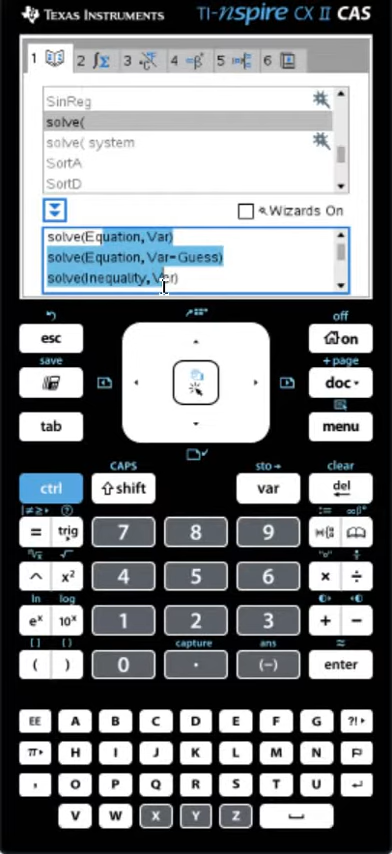 TEXAS INSTRUMENTS TI-nspire CX II CAS
1 2 ∫Σ 3 4 5 6
SinReg
solve(
solve( system
SortA
SortD
Wizards On
solve(Equation, Var)
solve(Equation, Var=Guess)
solve(Inequality, Var)
off
esc on
save +page
doc
tab menu
CAPS sto→ clear
ctrl shift var del
|≠≥ ? := ∞β°
= trig 7 8 9
ⁿ√x √ "□"
^ x² 4 5 6 × ÷
ln log
eˣ 10ˣ 1 2 3 + −
[ ] { } capture ans ≈
( ) 0 . (−) enter
EE A B C D E F G ?!
π H I J K L M N
, O P Q R S T U ↵
V W X Y Z